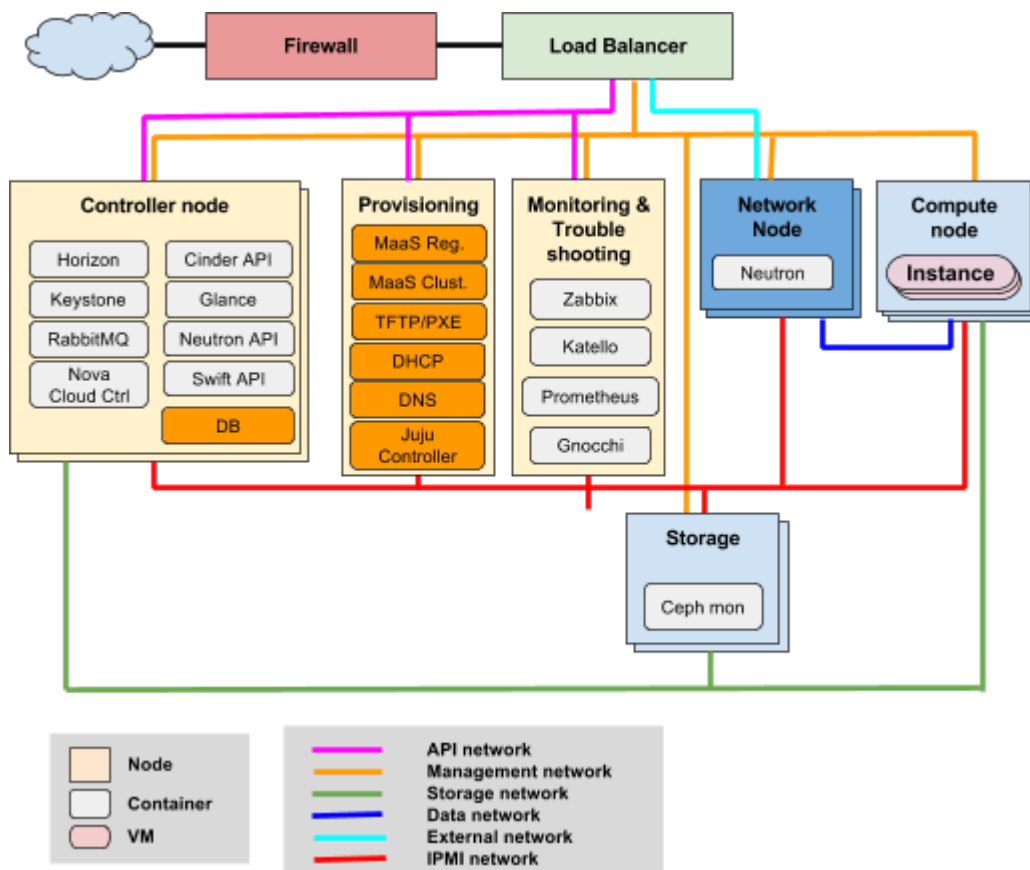 Firewall
Load Balancer
Controller node
Horizon
Cinder API
Keystone
Glance
RabbitMQ
Neutron API
Nova
Cloud Ctrl
Swift API
DB
Provisioning
MaaS Reg.
MaaS Clust.
TFTP/PXE
DHCP
DNS
Juju
Controller
Monitoring &
Trouble
shooting
Zabbix
Katello
Prometheus
Gnocchi
Network
Node
Neutron
Compute
node
Instance
Storage
Ceph mon
Node
Container
VM
API network
Management network
Storage network
Data network
External network
IPMI network